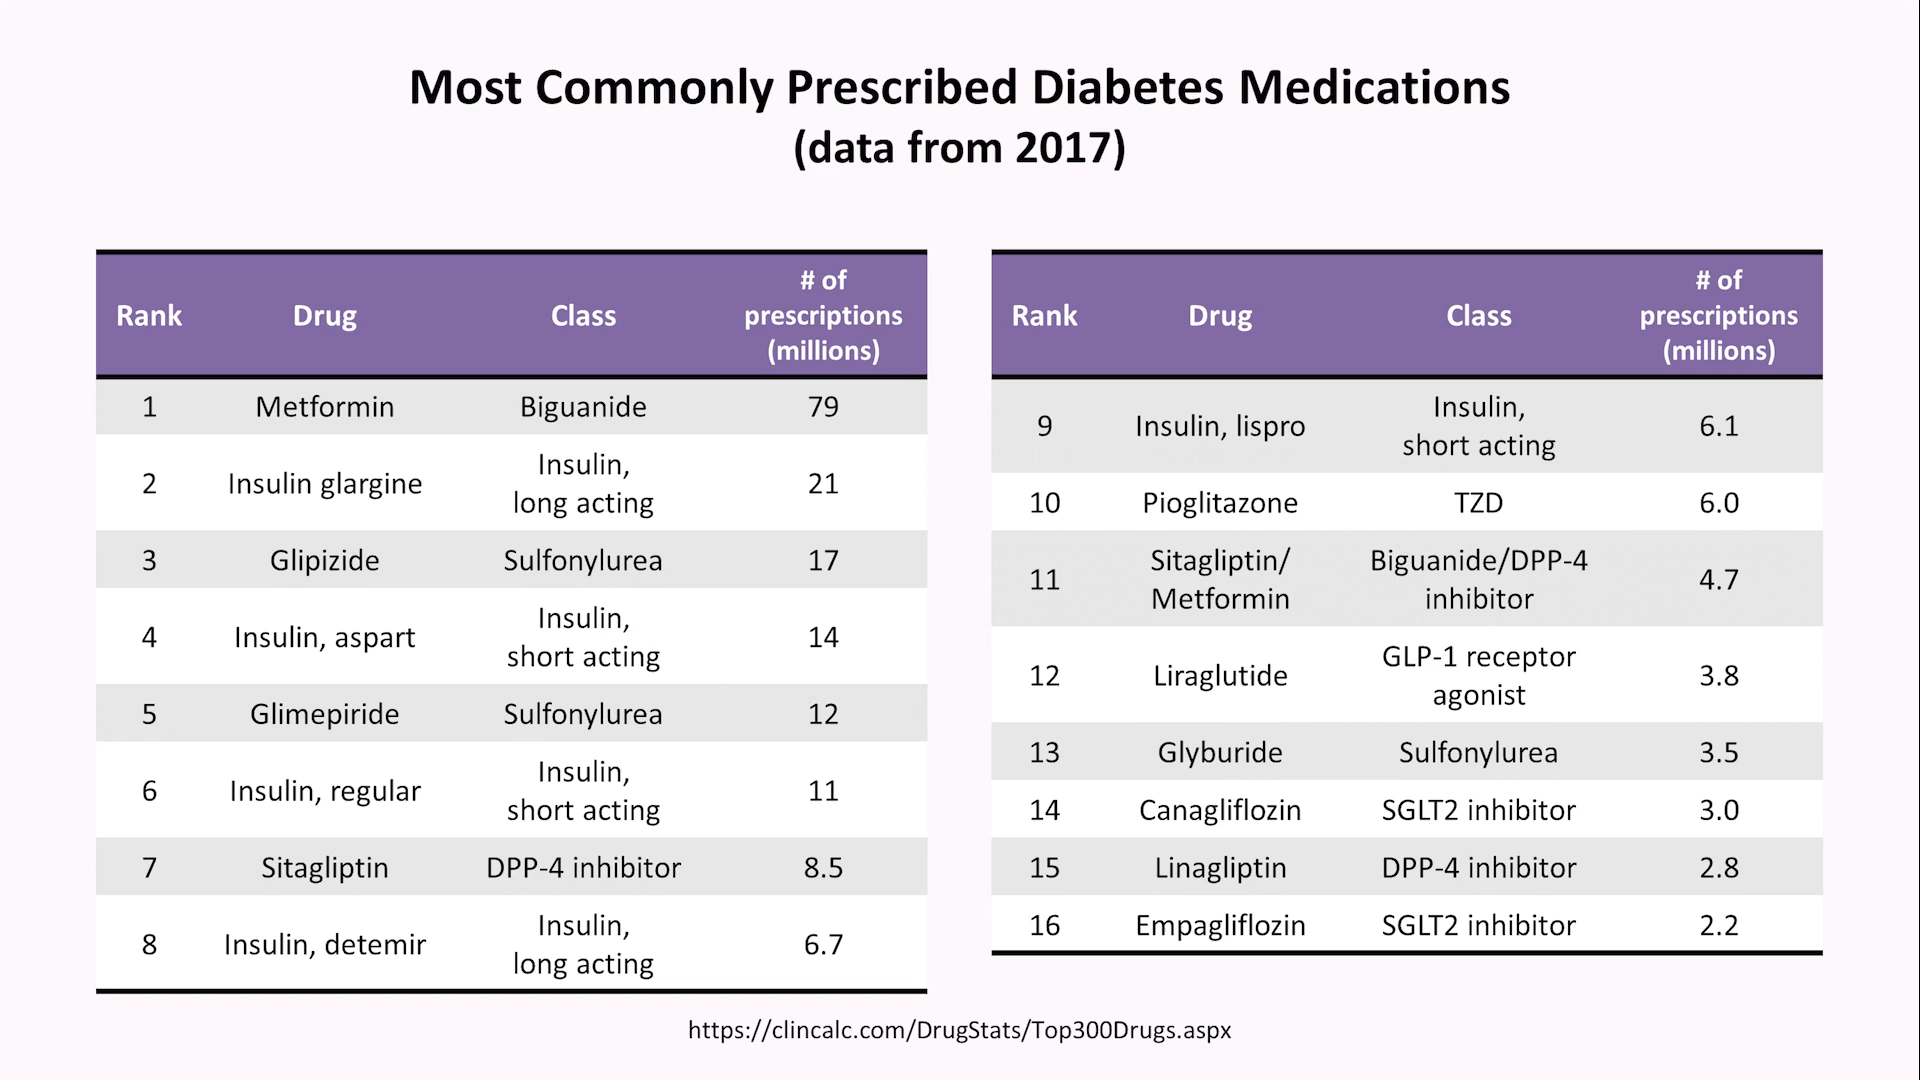 Most Commonly Prescribed Diabetes Medications
(data from 2017)
Rank Drug Class # of prescriptions (millions)
1 Metformin Biguanide 79
2 Insulin glargine Insulin, long acting 21
3 Glipizide Sulfonylurea 17
4 Insulin, aspart Insulin, short acting 14
5 Glimepiride Sulfonylurea 12
6 Insulin, regular Insulin, short acting 11
7 Sitagliptin DPP-4 inhibitor 8.5
8 Insulin, detemir Insulin, long acting 6.7
Rank Drug Class # of prescriptions (millions)
9 Insulin, lispro Insulin, short acting 6.1
10 Pioglitazone TZD 6.0
11 Sitagliptin/ Metformin Biguanide/DPP-4 inhibitor 4.7
12 Liraglutide GLP-1 receptor agonist 3.8
13 Glyburide Sulfonylurea 3.5
14 Canagliflozin SGLT2 inhibitor 3.0
15 Linagliptin DPP-4 inhibitor 2.8
16 Empagliflozin SGLT2 inhibitor 2.2
https://clincalc.com/DrugStats/Top300Drugs.aspx